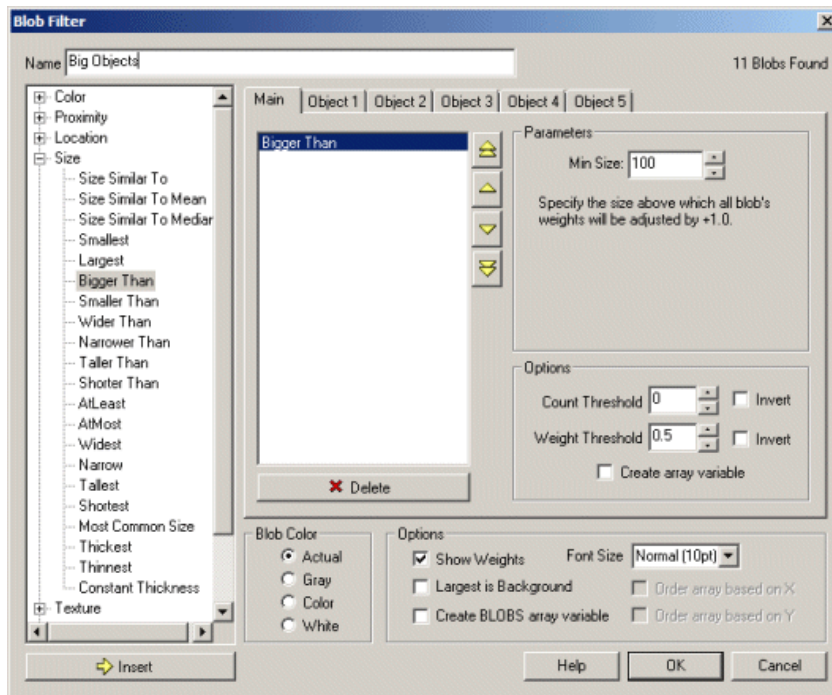 Blob Filter
Name Big Objects 11 Blobs Found
Color
Proximity
Location
Size
Size Similar To
Size Similar To Mean
Size Similar To Mediar
Smallest
Largest
Bigger Than
Smaller Than
Wider Than
Narrower Than
Taller Than
Shorter Than
AtLeast
AtMost
Widest
Narrow
Tallest
Shortest
Most Common Size
Thickest
Thinnest
Constant Thickness
Texture
Insert
Main Object 1 Object 2 Object 3 Object 4 Object 5
Bigger Than
Delete
Parameters
Min Size: 100
Specify the size above which all blob's
weights will be adjusted by +1.0.
Options
Count Threshold 0 Invert
Weight Threshold 0.5 Invert
Create array variable
Blob Color
Actual
Gray
Color
White
Options
Show Weights Font Size Normal (10pt)
Largest is Background Order array based on X
Create BLOBS array variable Order array based on Y
Help OK Cancel